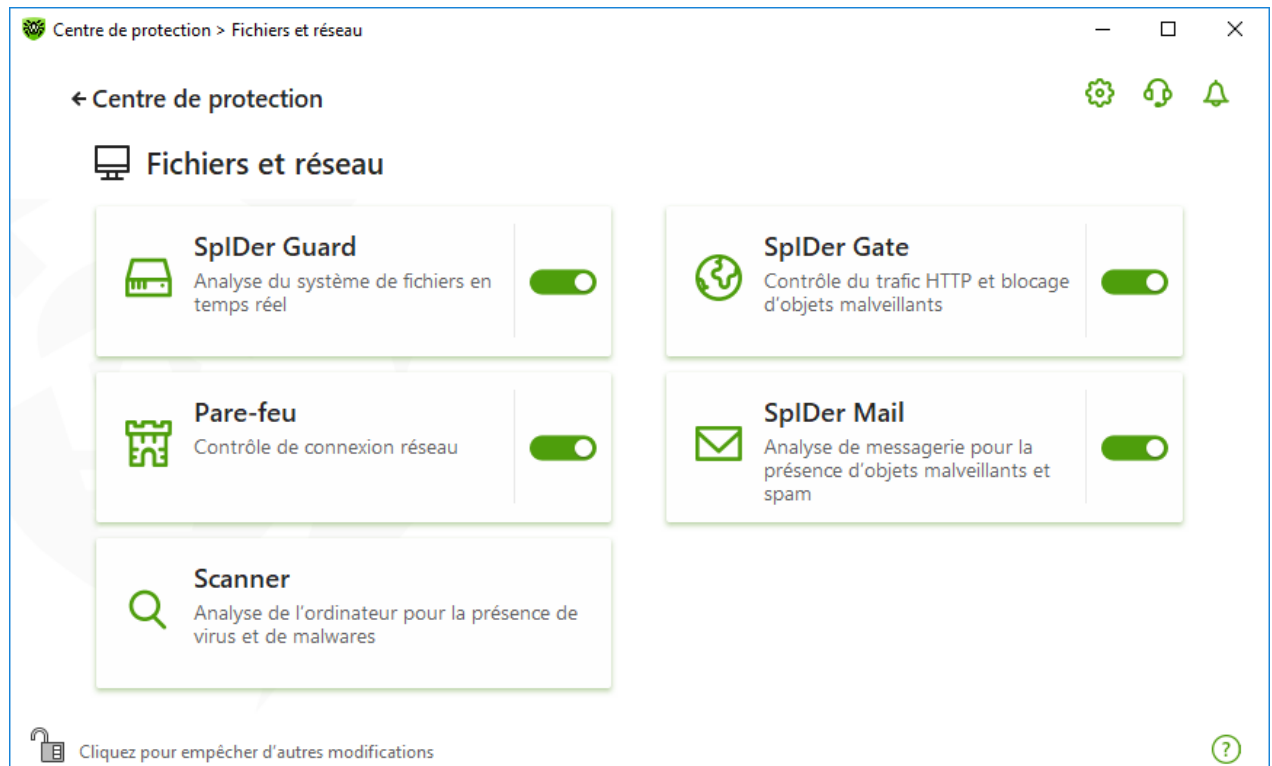 Centre de protection > Fichiers et réseau
Centre de protection
Fichiers et réseau
SpIDer Guard
Analyse du système de fichiers en
temps réel
SpIDer Gate
Contrôle du trafic HTTP et blocage
d'objets malveillants
Pare-feu
Contrôle de connexion réseau
SpIDer Mail
Analyse de messagerie pour la
présence d'objets malveillants et
spam
Scanner
Analyse de l'ordinateur pour la présence de
virus et de malwares
Cliquez pour empêcher d'autres modifications
?